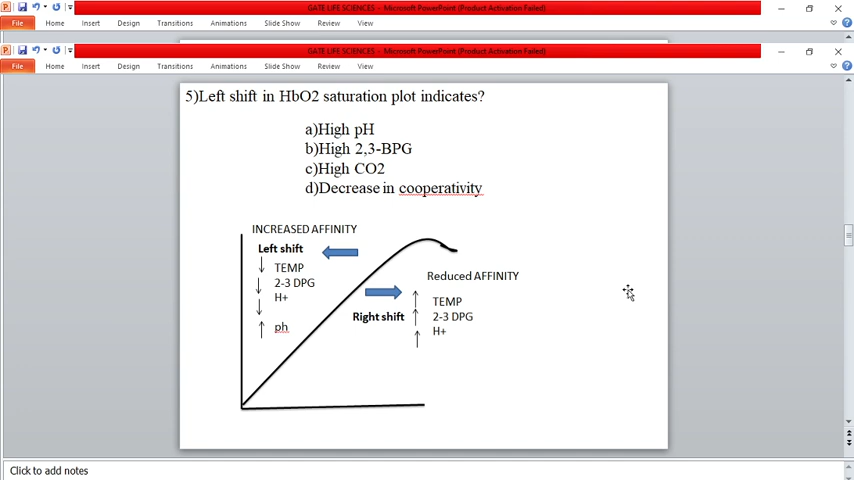 GATE LIFE SCIENCES - Microsoft PowerPoint (Product Activation Failed)
File Home Insert Design Transitions Animations Slide Show Review View
GATE LIFE SCIENCES - Microsoft PowerPoint (Product Activation Failed)
File Home Insert Design Transitions Animations Slide Show Review View
5)Left shift in HbO2 saturation plot indicates?
a)High pH
b)High 2,3-BPG
c)High CO2
d)Decrease in cooperativity
INCREASED AFFINITY
Left shift
↓ TEMP
↓ 2-3 DPG
↓ H+
↑ ph
Reduced AFFINITY
Right shift
↑ TEMP
↑ 2-3 DPG
↑ H+
Click to add notes